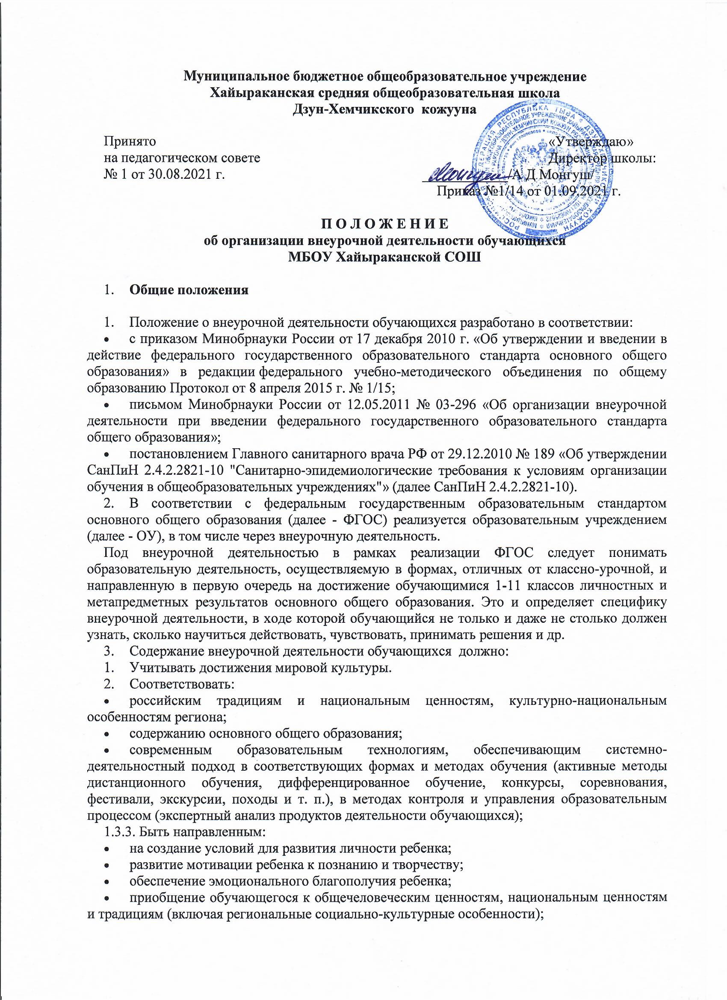 Муниципальное бюджетное общеобразовательное учреждение
Хайыраканская средняя общеобразовательная школа
Дзун-Хемчикского кожууна
Принято
на педагогическом совете
№ 1 от 30.08.2021 г.
«Утверждаю»
Директор школы:
/А.Д.Монгуш/
Приказ №1/14 от 01.09.2021 г.
П О Л О Ж Е Н И Е
об организации внеурочной деятельности обучающихся
МБОУ Хайыраканской СОШ
1. Общие положения
1. Положение о внеурочной деятельности обучающихся разработано в соответствии:
• с приказом Минобрнауки России от 17 декабря 2010 г. «Об утверждении и введении в
действие федерального государственного образовательного стандарта основного общего
образования» в редакции федерального учебно-методического объединения по общему
образованию Протокол от 8 апреля 2015 г. № 1/15;
• письмом Минобрнауки России от 12.05.2011 № 03-296 «Об организации внеурочной
деятельности при введении федерального государственного образовательного стандарта
общего образования»;
• постановлением Главного санитарного врача РФ от 29.12.2010 № 189 «Об утверждении
СанПиН 2.4.2.2821-10 "Санитарно-эпидемиологические требования к условиям организации
обучения в общеобразовательных учреждениях"» (далее СанПиН 2.4.2.2821-10).
2. В соответствии с федеральным государственным образовательным стандартом
основного общего образования (далее - ФГОС) реализуется образовательным учреждением
(далее - ОУ), в том числе через внеурочную деятельность.
Под внеурочной деятельностью в рамках реализации ФГОС следует понимать
образовательную деятельность, осуществляемую в формах, отличных от классно-урочной, и
направленную в первую очередь на достижение обучающимися 1-11 классов личностных и
метапредметных результатов основного общего образования. Это и определяет специфику
внеурочной деятельности, в ходе которой обучающийся не только и даже не столько должен
узнать, сколько научиться действовать, чувствовать, принимать решения и др.
3. Содержание внеурочной деятельности обучающихся должно:
1. Учитывать достижения мировой культуры.
2. Соответствовать:
• российским традициям и национальным ценностям, культурно-национальным
особенностям региона;
• содержанию основного общего образования;
• современным образовательным технологиям, обеспечивающим системно-
деятельностный подход в соответствующих формах и методах обучения (активные методы
дистанционного обучения, дифференцированное обучение, конкурсы, соревнования,
фестивали, экскурсии, походы и т. п.), в методах контроля и управления образовательным
процессом (экспертный анализ продуктов деятельности обучающихся);
1.3.3. Быть направленным:
• на создание условий для развития личности ребенка;
• развитие мотивации ребенка к познанию и творчеству;
• обеспечение эмоционального благополучия ребенка;
• приобщение обучающегося к общечеловеческим ценностям, национальным ценностям
и традициям (включая региональные социально-культурные особенности);